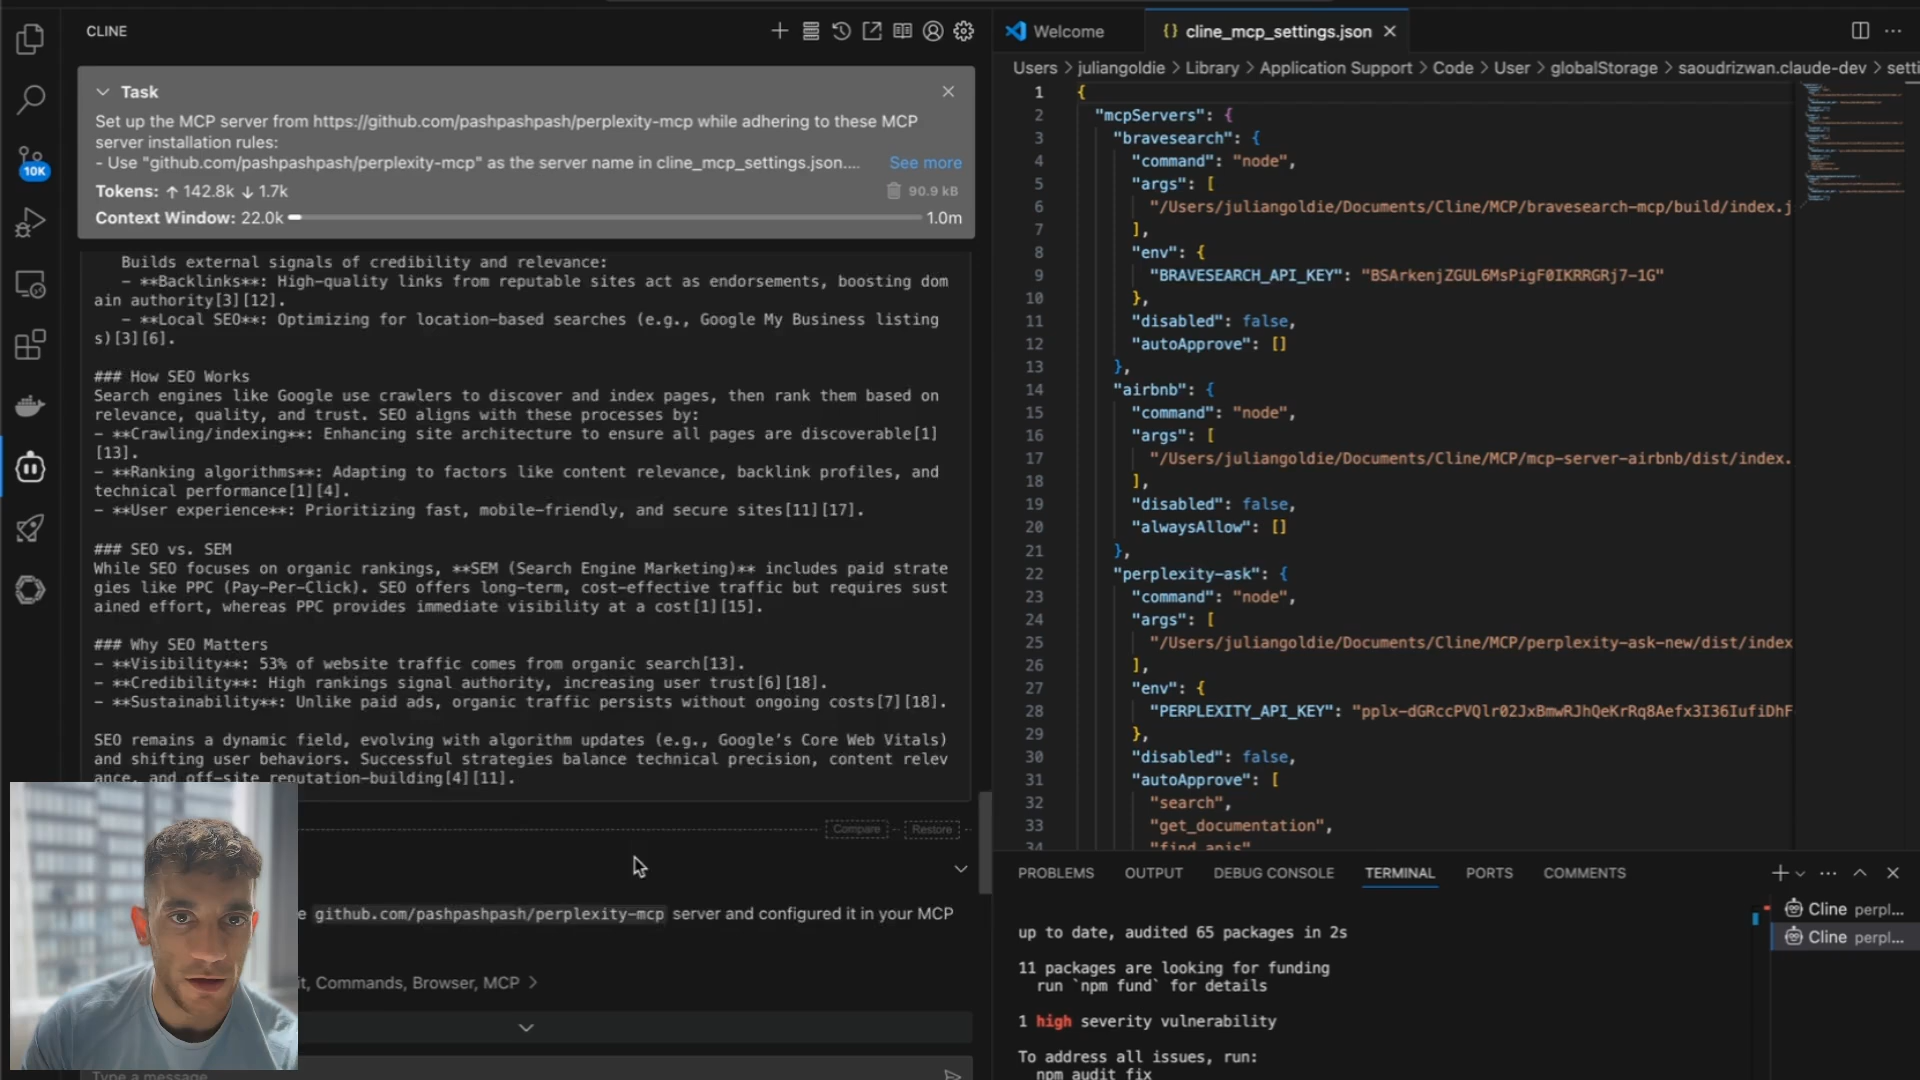 CLINE
Task
Set up the MCP server from https://github.com/pashpashpash/perplexity-mcp while adhering to these MCP
server installation rules:
- Use "github.com/pashpashpash/perplexity-mcp" as the server name in cline_mcp_settings.json.... See more
Tokens: ↑ 142.8k ↓ 1.7k 90.9 kB
Context Window: 22.0k 1.0m
10K
Builds external signals of credibility and relevance:
- **Backlinks**: High-quality links from reputable sites act as endorsements, boosting dom
ain authority[3][12].
- **Local SEO**: Optimizing for location-based searches (e.g., Google My Business listing
s)[3][6].
### How SEO Works
Search engines like Google use crawlers to discover and index pages, then rank them based on
relevance, quality, and trust. SEO aligns with these processes by:
- **Crawling/indexing**: Enhancing site architecture to ensure all pages are discoverable[1]
[13].
- **Ranking algorithms**: Adapting to factors like content relevance, backlink profiles, and
technical performance[1][4].
- **User experience**: Prioritizing fast, mobile-friendly, and secure sites[11][17].
### SEO vs. SEM
While SEO focuses on organic rankings, **SEM (Search Engine Marketing)** includes paid strate
gies like PPC (Pay-Per-Click). SEO offers long-term, cost-effective traffic but requires sust
ained effort, whereas PPC provides immediate visibility at a cost[1][15].
### Why SEO Matters
- **Visibility**: 53% of website traffic comes from organic search[13].
- **Credibility**: High rankings signal authority, increasing user trust[6][18].
- **Sustainability**: Unlike paid ads, organic traffic persists without ongoing costs[7][18].
SEO remains a dynamic field, evolving with algorithm updates (e.g., Google's Core Web Vitals)
and shifting user behaviors. Successful strategies balance technical precision, content relev
ance, and off-site reputation-building[4][11].
Compare Restore
github.com/pashpashpash/perplexity-mcp server and configured it in your MCP
Commands, Browser, MCP >
Type a message
Welcome
{} cline_mcp_settings.json
Users > juliangoldie > Library > Application Support > Code > User > globalStorage > saoudrizwan.claude-dev > setti
1 {
2 "mcpServers": {
3 "bravesearch": {
4 "command": "node",
5 "args": [
6 "/Users/juliangoldie/Documents/Cline/MCP/bravesearch-mcp/build/index.j
7 ],
8 "env": {
9 "BRAVESEARCH_API_KEY": "BSArkenjZGUL6MsPigF0IKRRGRj7-1G"
10 },
11 "disabled": false,
12 "autoApprove": []
13 },
14 "airbnb": {
15 "command": "node",
16 "args": [
17 "/Users/juliangoldie/Documents/Cline/MCP/mcp-server-airbnb/dist/index.
18 ],
19 "disabled": false,
20 "alwaysAllow": []
21 },
22 "perplexity-ask": {
23 "command": "node",
24 "args": [
25 "/Users/juliangoldie/Documents/Cline/MCP/perplexity-ask-new/dist/index
26 ],
27 "env": {
28 "PERPLEXITY_API_KEY": "pplx-dGRccPVQlr02JxBmwRJhQeKrRq8Aefx3I36IufiDhF
29 },
30 "disabled": false,
31 "autoApprove": [
32 "search",
33 "get_documentation",
34 "find_apis"
PROBLEMS OUTPUT DEBUG CONSOLE TERMINAL PORTS COMMENTS
up to date, audited 65 packages in 2s
11 packages are looking for funding
run `npm fund` for details
1 high severity vulnerability
To address all issues, run:
npm audit fix
Cline perpl...
Cline perpl...